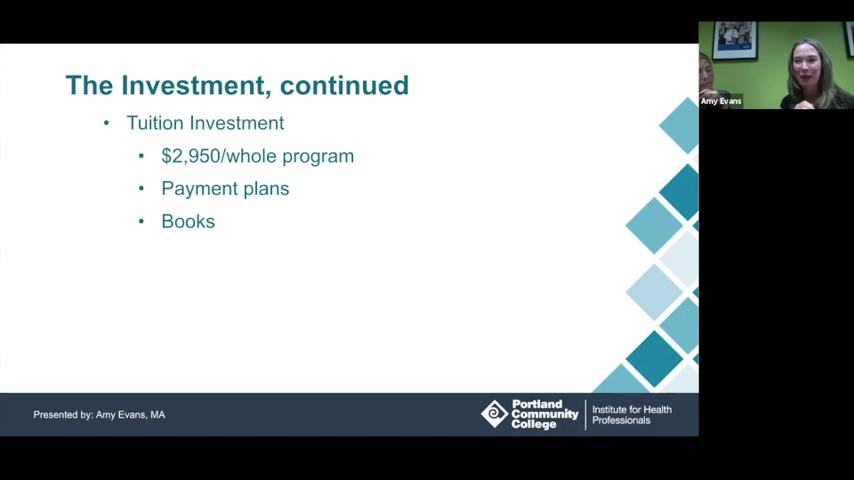 The Investment, continued
• Tuition Investment
• $2,950/whole program
• Payment plans
• Books
Amy Evans
Presented by: Amy Evans, MA
Portland
Community
College
Institute for Health
Professionals